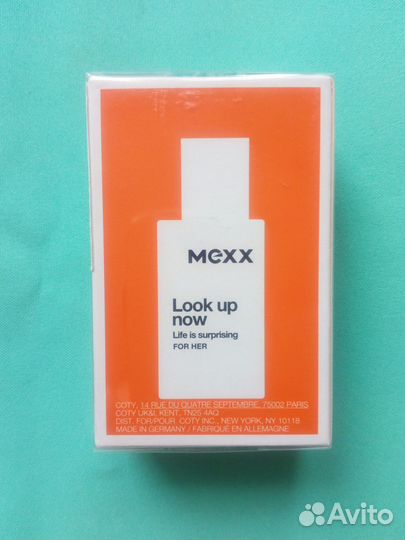 mexx
Look up
now
Life is surprising
FOR HER
COTY, 14 RUE DU QUATRE SEPTEMBRE, 75002 PARIS
COTY UK&I, KENT, TN25 4AQ
DIST. FOR/POUR COTY INC., NEW YORK, NY 10118
MADE IN GERMANY / FABRIQUÉ EN ALLEMAGNE
Avito